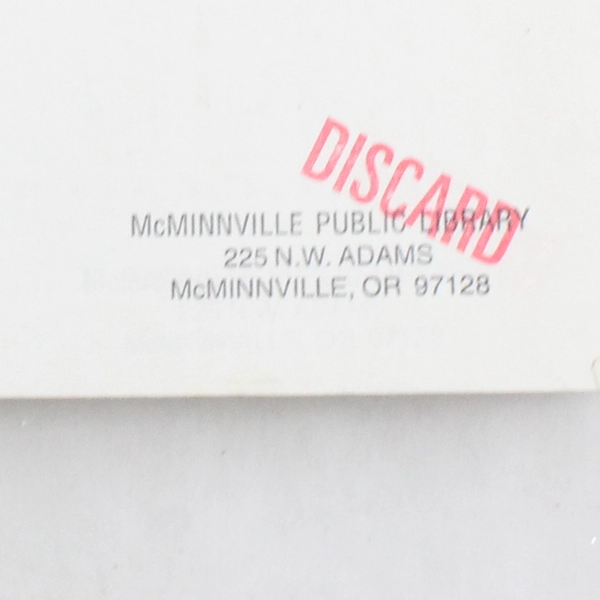 DISCARD
McMINNVILLE PUBLIC LIBRARY
225 N.W. ADAMS
McMINNVILLE, OR 97128